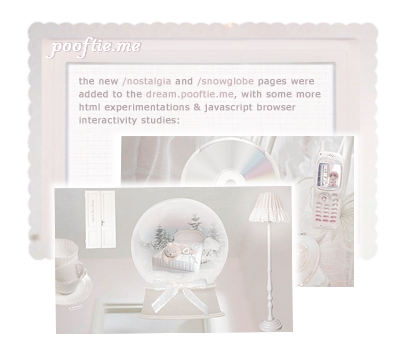 pooftie.me
the new /nostalgia and /snowglobe pages were
added to the dream.pooftie.me, with some more
html experimentations & javascript browser
interactivity studies: